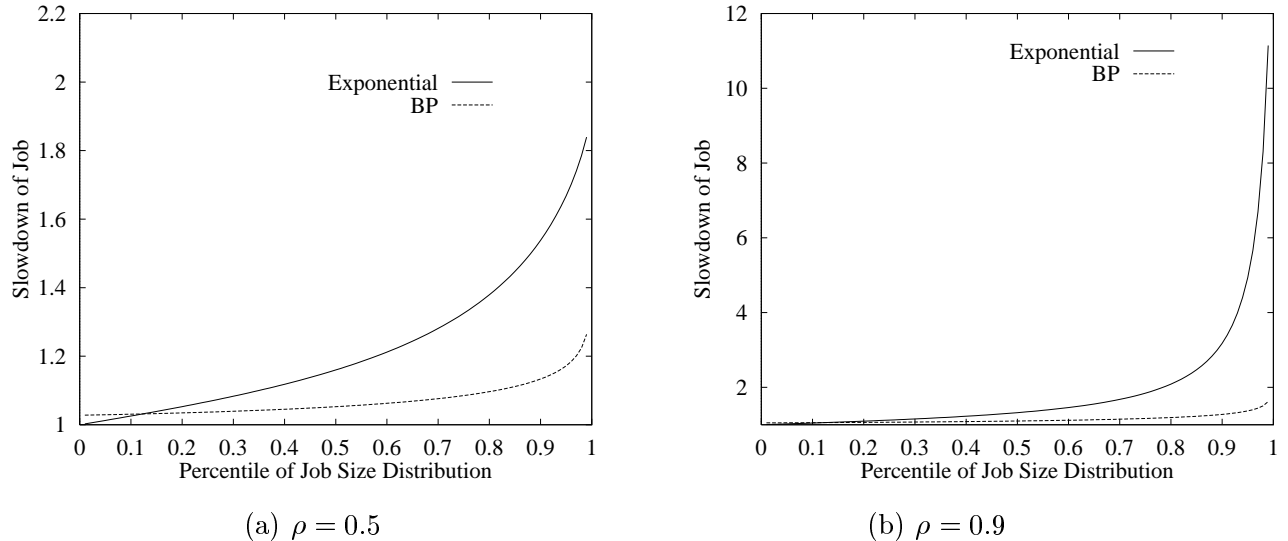 2.2
2
1.8
1.6
1.4
1.2
1
Slowdown of Job
Exponential
BP
0 0.1 0.2 0.3 0.4 0.5 0.6 0.7 0.8 0.9 1
Percentile of Job Size Distribution
(a) ρ = 0.5
12
10
8
6
4
2
Slowdown of Job
Exponential
BP
0 0.1 0.2 0.3 0.4 0.5 0.6 0.7 0.8 0.9 1
Percentile of Job Size Distribution
(b) ρ = 0.9